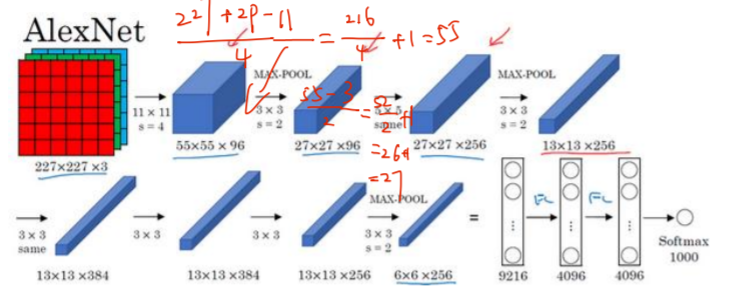 AlexNet
227 + 2P - 11 / 4 = 216 / 4 + 1 = 55
MAX-POOL
MAX-POOL
11 × 11
s = 4
3 × 3
s = 2
5 × 5
same
3 × 3
s = 2
55 - 3 / 2 = 52 / 2 + 1
= 26+1
= 27
227×227 ×3
55×55 × 96
27×27 ×96
27×27 ×256
13×13 ×256
MAX-POOL
FC
FC
3 × 3
same
3 × 3
3 × 3
3 × 3
s = 2
=
Softmax
1000
13×13 ×384
13×13 ×384
13×13 ×256
6×6 ×256
9216
4096
4096